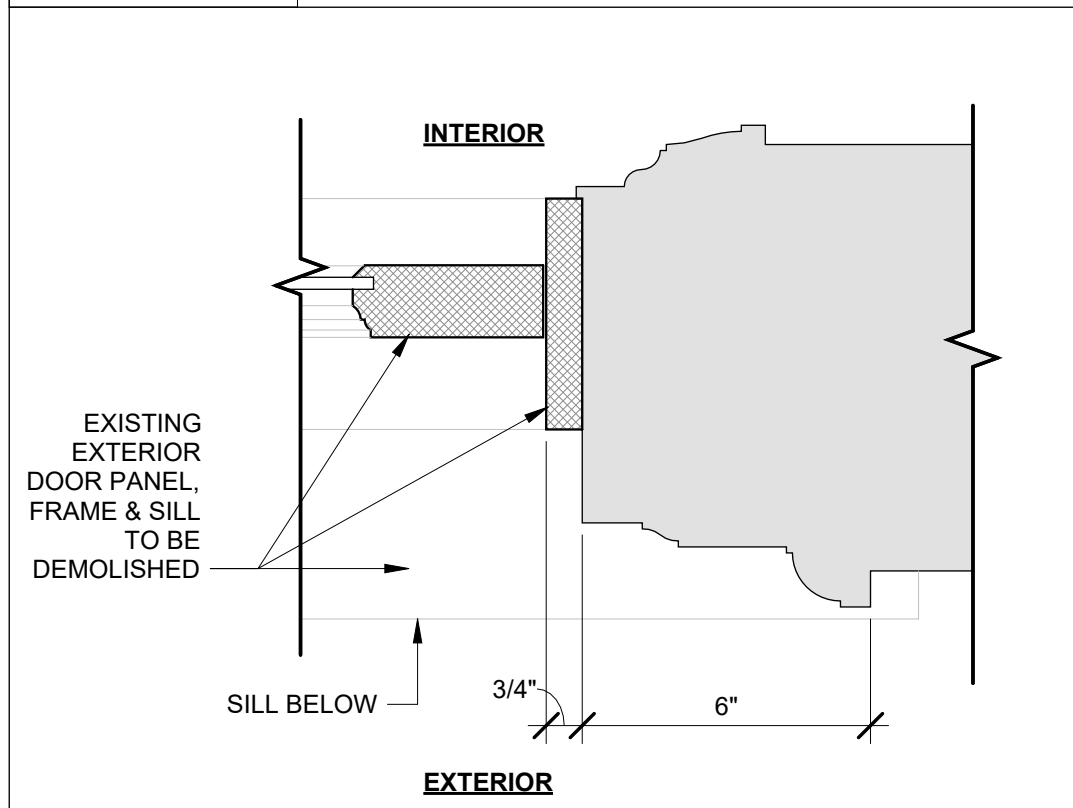 INTERIOR
EXISTING
EXTERIOR
DOOR PANEL,
FRAME & SILL
TO BE
DEMOLISHED
SILL BELOW
3/4"
6"
EXTERIOR